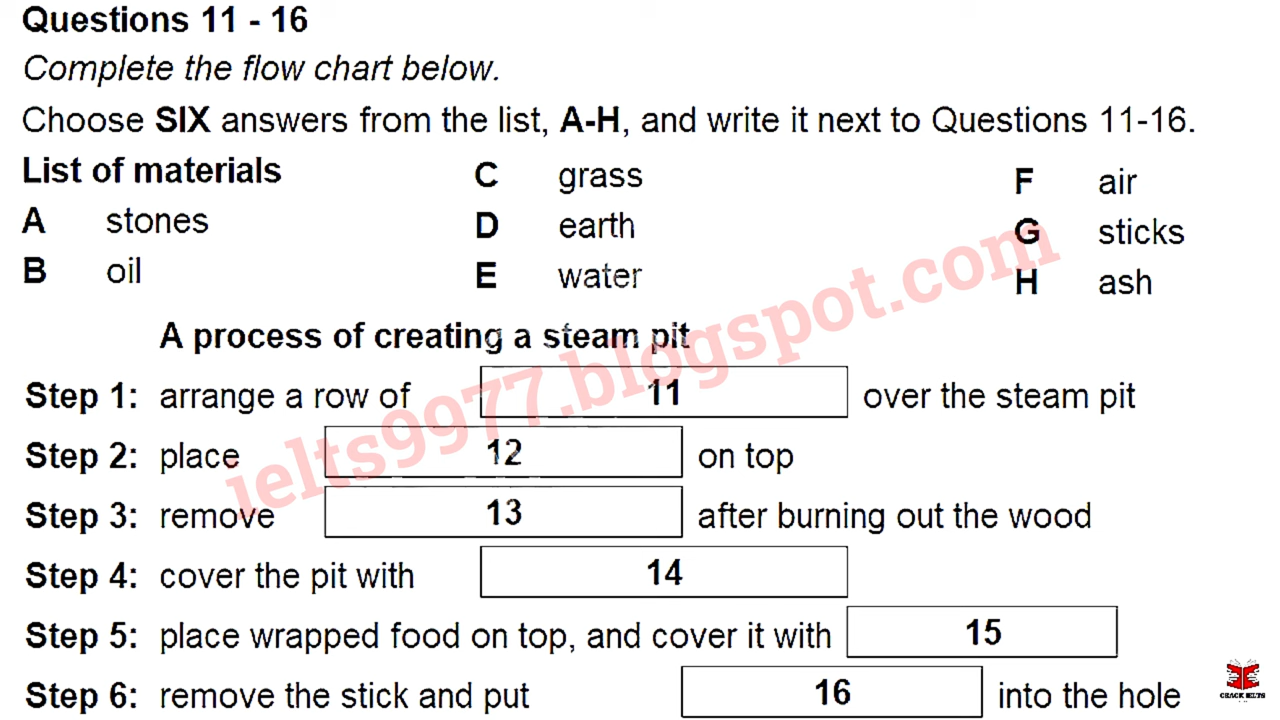 Questions 11 - 16
Complete the flow chart below.
Choose SIX answers from the list, A-H, and write it next to Questions 11-16.
List of materials
A stones
B oil
C grass
D earth
E water
F air
G sticks
H ash
A process of creating a steam pit
Step 1: arrange a row of 11 over the steam pit
Step 2: place 12 on top
Step 3: remove 13 after burning out the wood
Step 4: cover the pit with 14
Step 5: place wrapped food on top, and cover it with 15
Step 6: remove the stick and put 16 into the hole
ielts9977.blogspot.com
CRACK IELTS